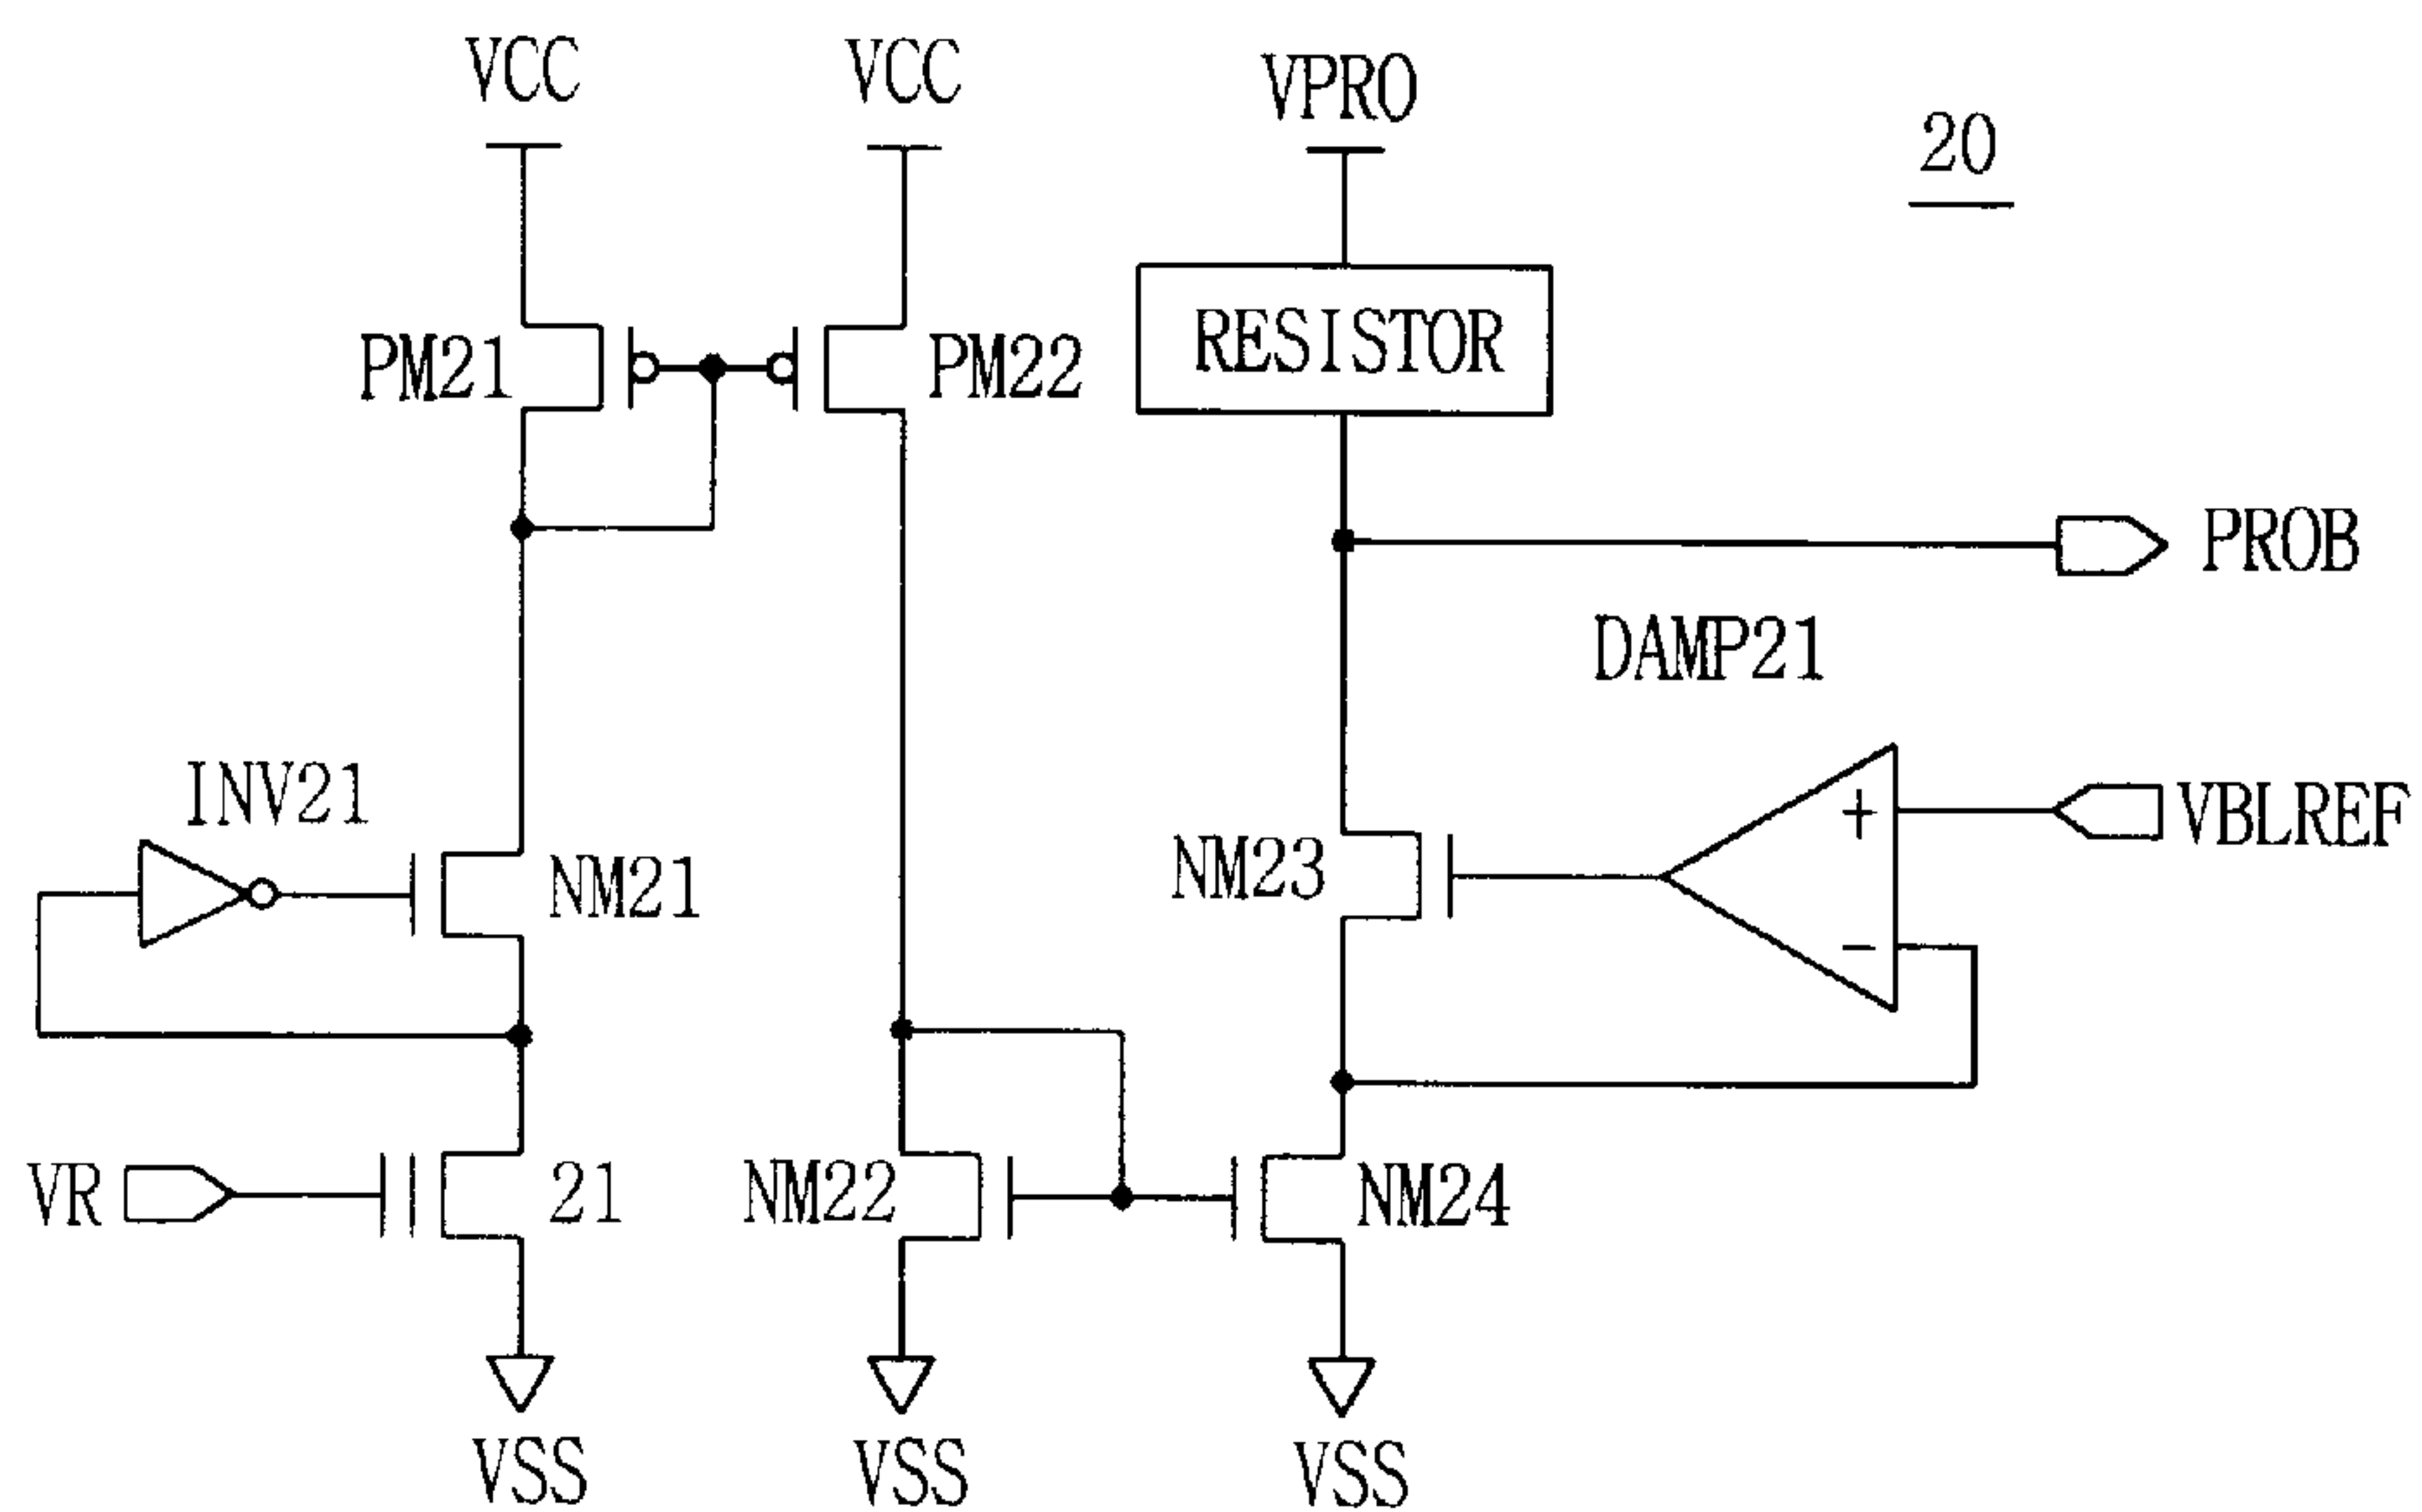 VCC
VCC
VPRO
20
PM21
PM22
RESISTOR
PROB
DAMP21
INV21
NM21
NM23
+
VBLREF
-
VR
21
NM22
NM24
VSS
VSS
VSS